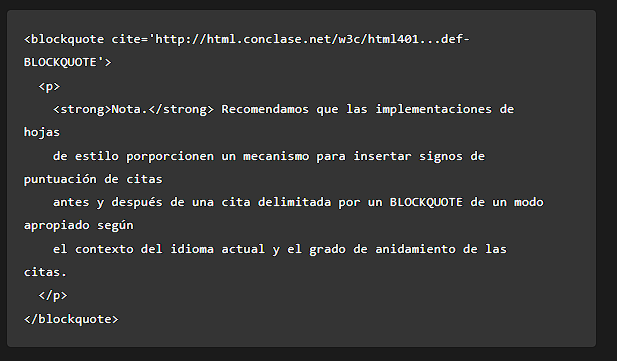 <blockquote cite='http://html.conclase.net/w3c/html401...def-
BLOCKQUOTE'>
<p>
<strong>Nota.</strong> Recomendamos que las implementaciones de
hojas
de estilo porporcionen un mecanismo para insertar signos de
puntuación de citas
antes y después de una cita delimitada por un BLOCKQUOTE de un modo
apropiado según
el contexto del idioma actual y el grado de anidamiento de las
citas.
</p>
</blockquote>